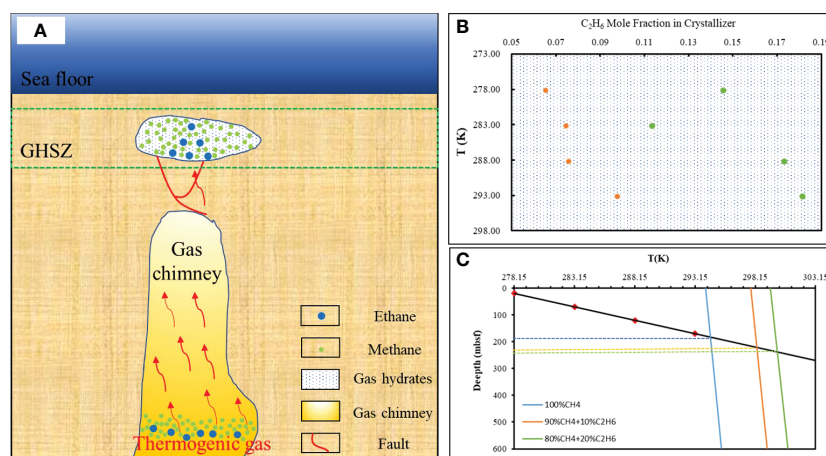 A
Sea floor
GHSZ
Gas
chimney
Ethane
Methane
Gas hydrates
Gas chimney
Fault
Thermogenic gas
B
C₂H₆ Mole Fraction in Crystallizer
0.05 0.07 0.09 0.11 0.13 0.15 0.17 0.19
273.00
278.00
283.00
288.00
293.00
298.00
T (K)
C
T(K)
278.15 283.15 288.15 293.15 298.15 303.15
0
100
200
300
400
500
600
Deepth (mbsf)
100%CH4
90%CH4+10%C2H6
80%CH4+20%C2H6